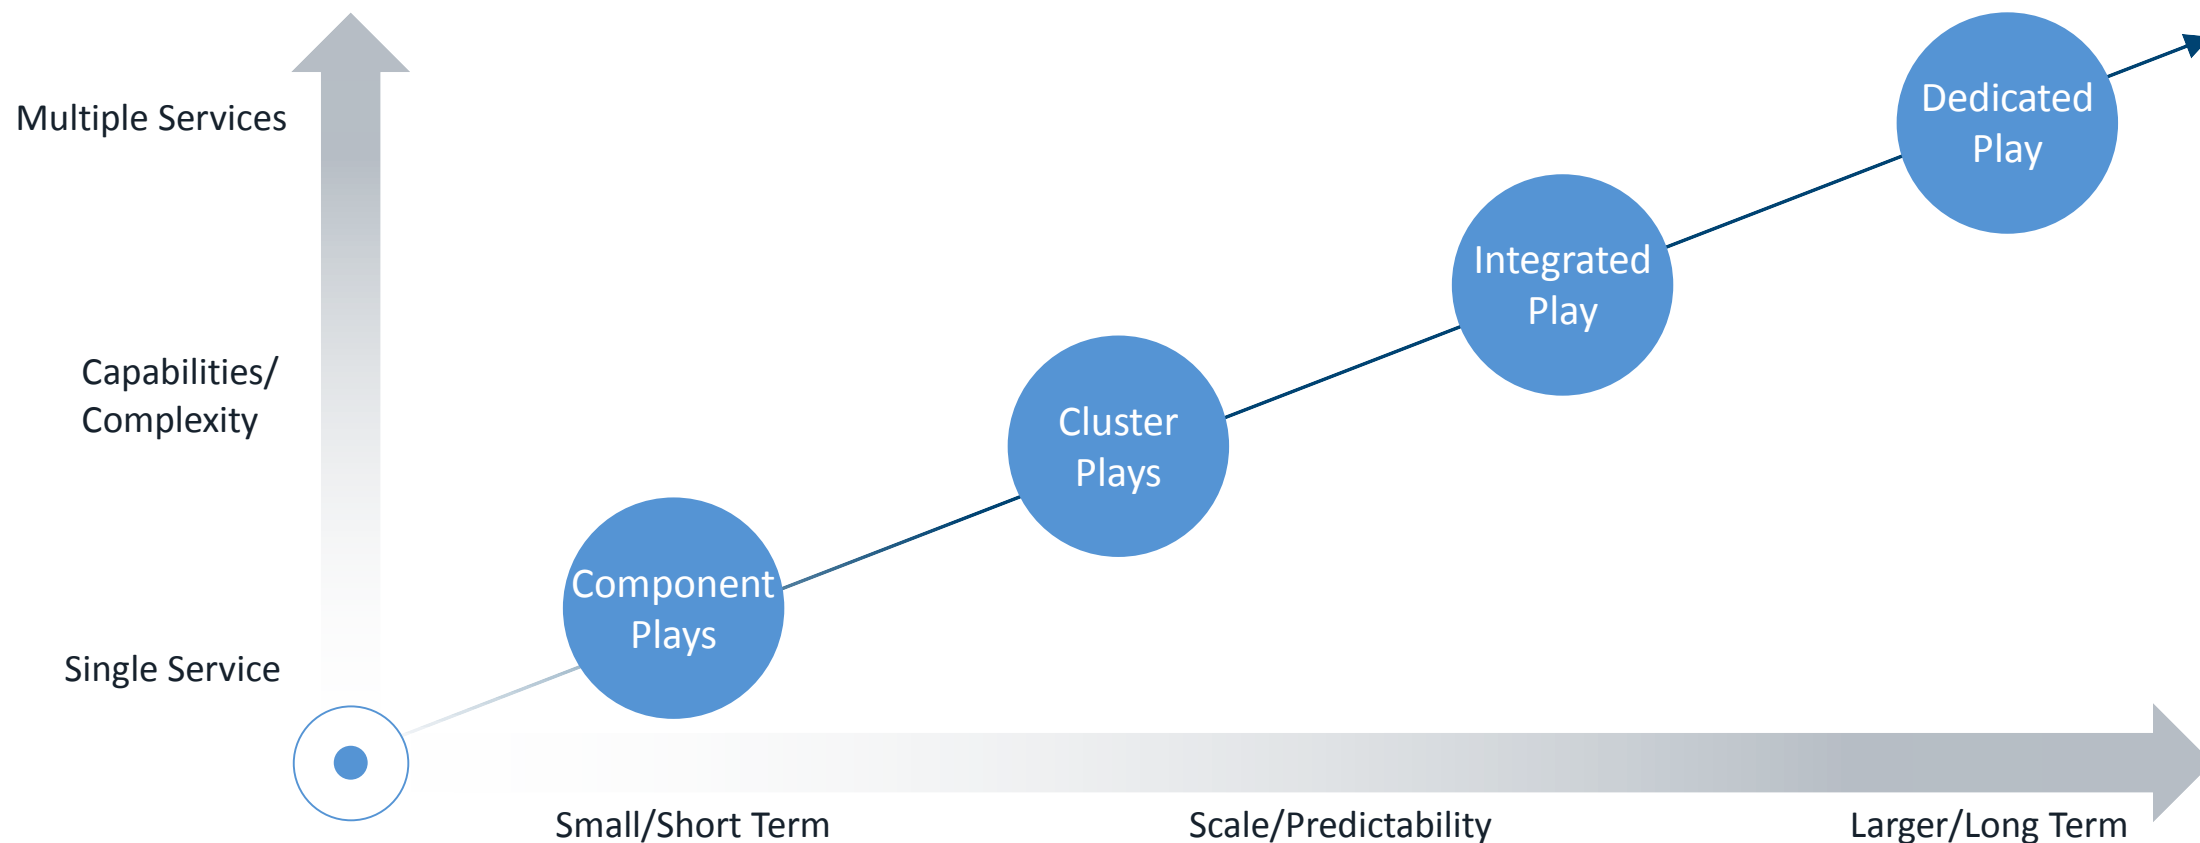 Multiple Services
Capabilities/
Complexity
Single Service
Component
Plays
Cluster
Plays
Integrated
Play
Dedicated
Play
Small/Short Term
Scale/Predictability
Larger/Long Term